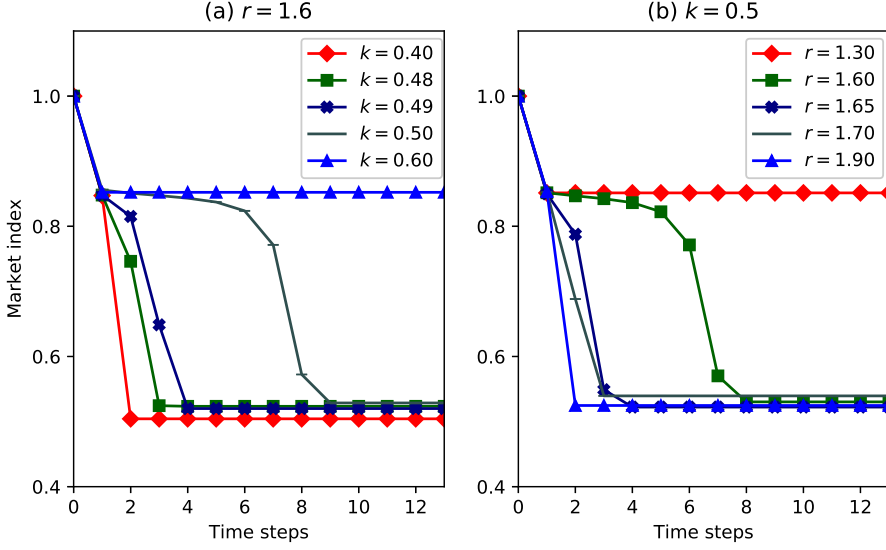 (a) r = 1.6
Market index
1.0
0.8
0.6
0.4
0 2 4 6 8 10 12
Time steps
k = 0.40
k = 0.48
k = 0.49
k = 0.50
k = 0.60
(b) k = 0.5
0 2 4 6 8 10 12
Time steps
r = 1.30
r = 1.60
r = 1.65
r = 1.70
r = 1.90